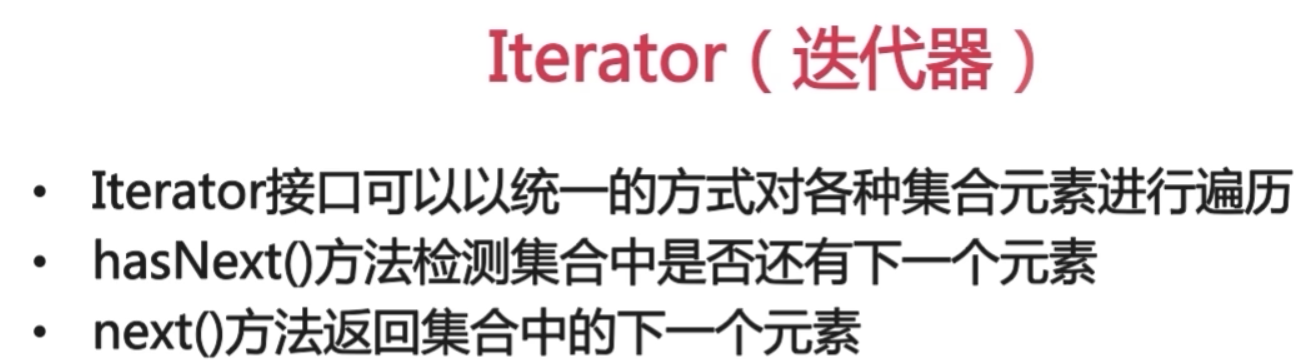 Iterator（迭代器）
• Iterator接口可以以统一的方式对各种集合元素进行遍历
• hasNext()方法检测集合中是否还有下一个元素
• next()方法返回集合中的下一个元素